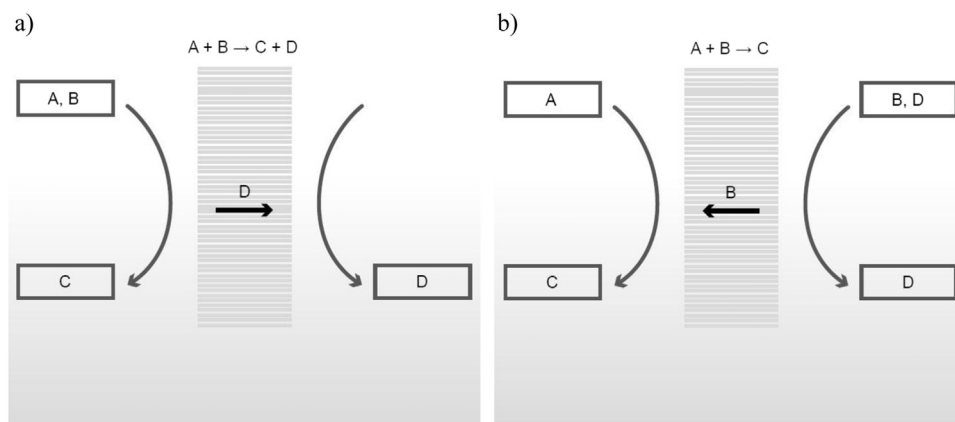 a)
A + B → C + D
A, B
D
C
D
b)
A + B → C
A
B, D
B
C
D